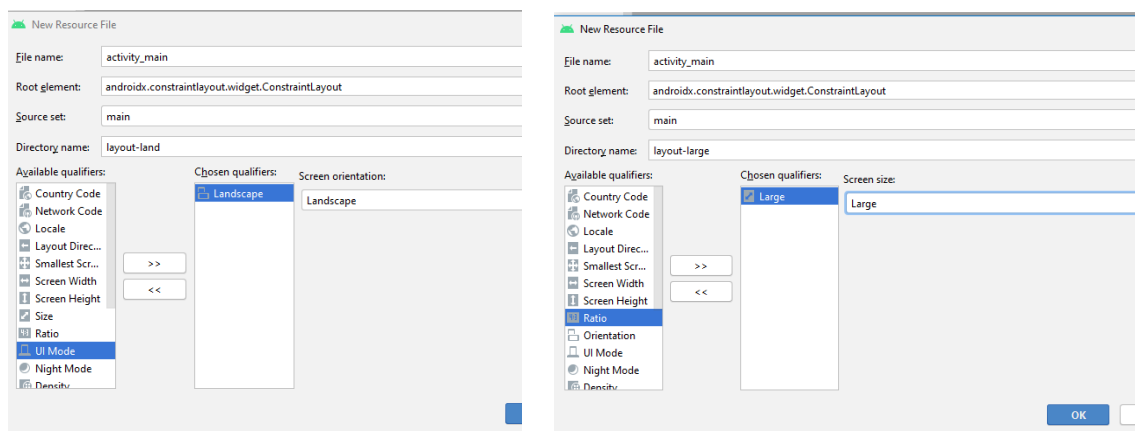 New Resource File
File name:
activity_main
Root element:
androidx.constraintlayout.widget.ConstraintLayout
Source set:
main
Directory name:
layout-land
Available qualifiers:
Chosen qualifiers:
Screen orientation:
Country Code
Network Code
Locale
Layout Direc...
Smallest Scr...
Screen Width
Screen Height
Size
Ratio
UI Mode
Night Mode
Density
>>
<<
Landscape
Landscape
New Resource File
File name:
activity_main
Root element:
androidx.constraintlayout.widget.ConstraintLayout
Source set:
main
Directory name:
layout-large
Available qualifiers:
Chosen qualifiers:
Screen size:
Country Code
Network Code
Locale
Layout Direc...
Smallest Scr...
Screen Width
Screen Height
Ratio
Orientation
UI Mode
Night Mode
Density
>>
<<
Large
Large
OK